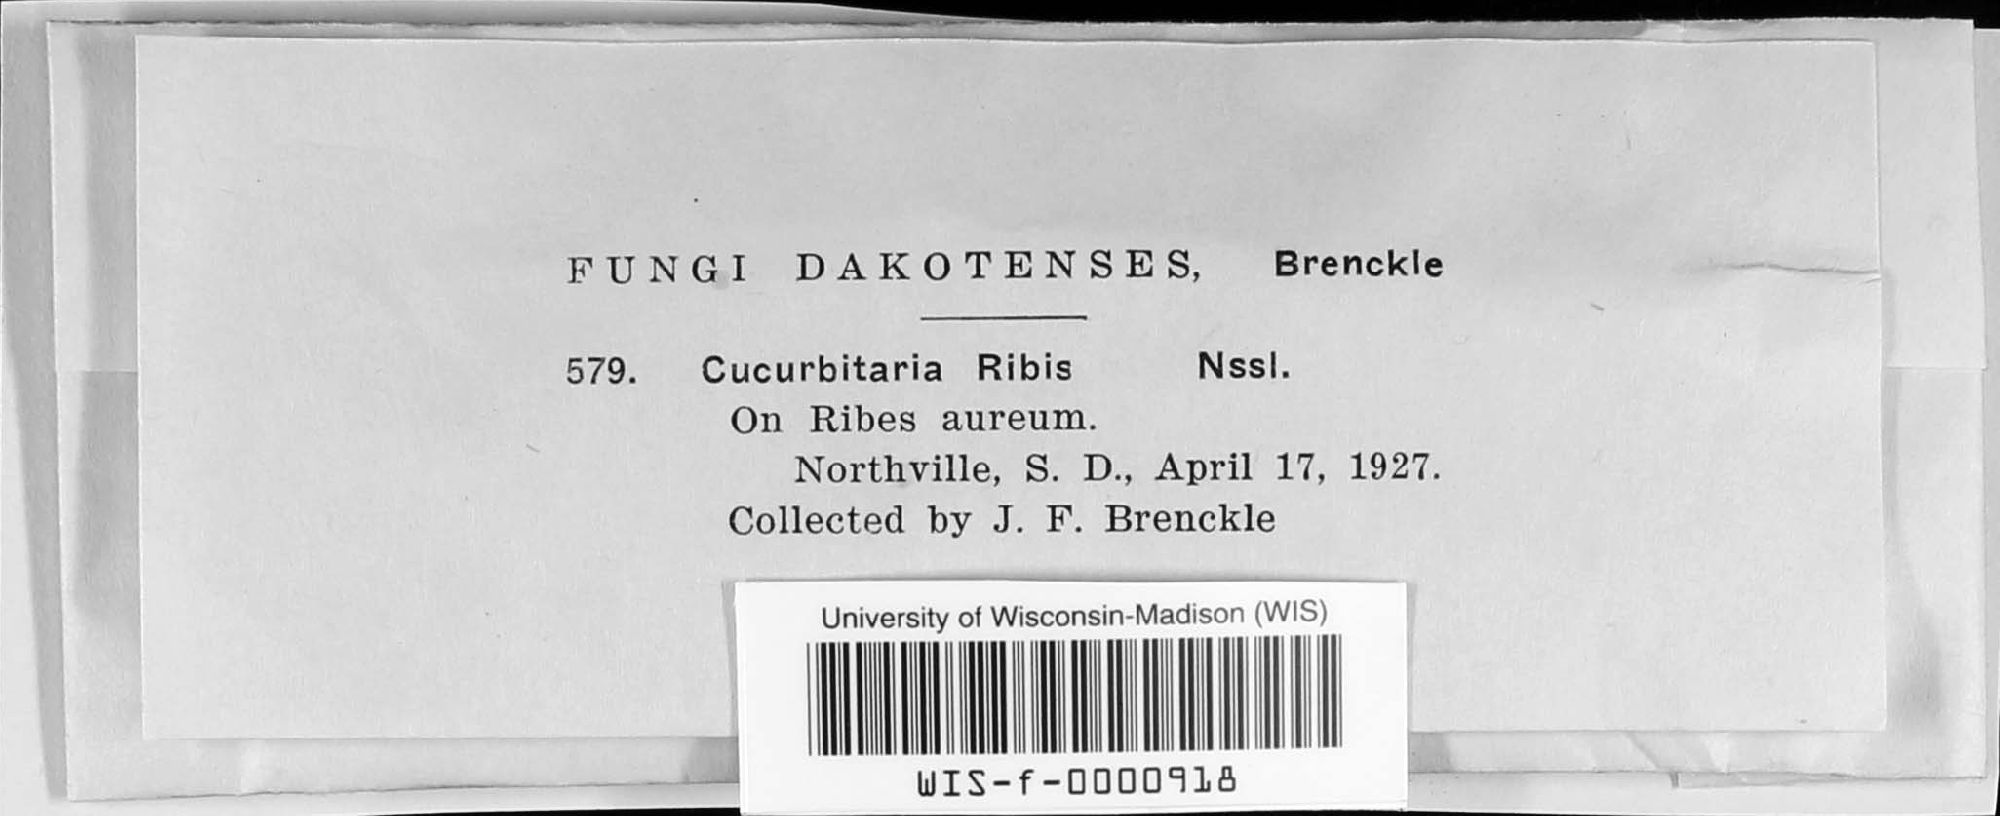 FUNGI DAKOTENSES, Brenckle
579. Cucurbitaria Ribis Nssl.
On Ribes aureum.
Northville, S. D., April 17, 1927.
Collected by J. F. Brenckle
University of Wisconsin-Madison (WIS)
WIS-f-0000918